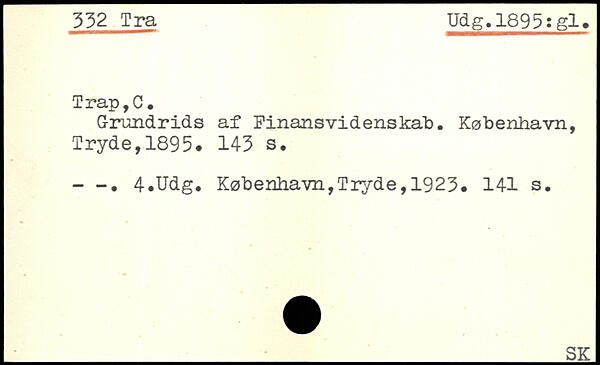 332 Tra
Udg.1895:gl.
Trap,C.
Grundrids af Finansvidenskab. København,
Tryde,1895. 143 s.
- -. 4.Udg. København,Tryde,1923. 141 s.
SK